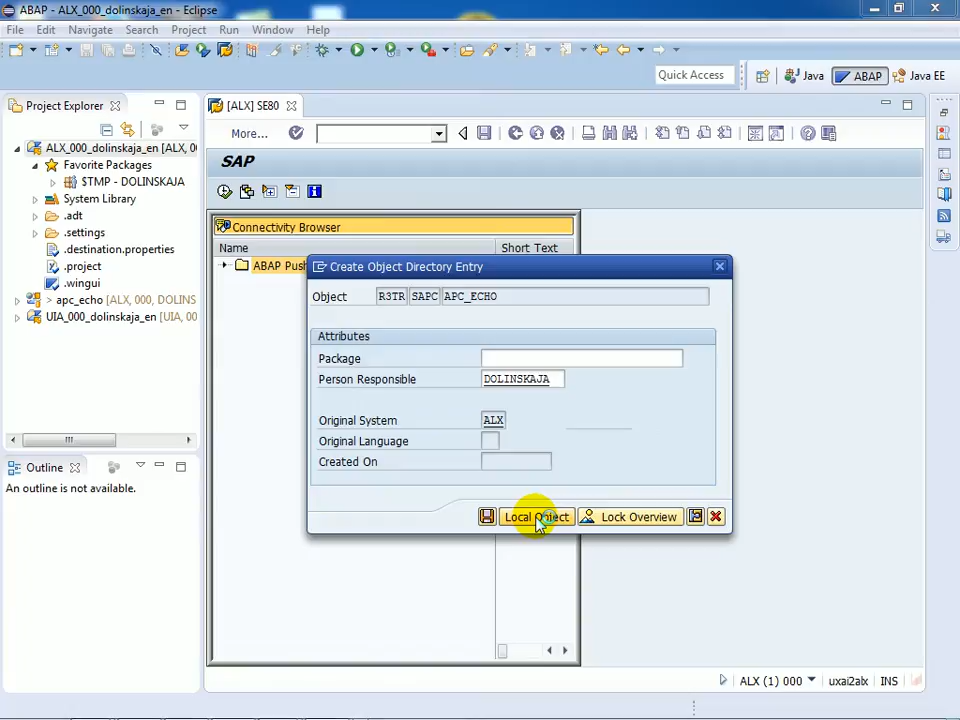 ABAP - ALX_000_dolinskaja_en - Eclipse
File Edit Navigate Search Project Run Window Help
Quick Access Java ABAP Java EE
Project Explorer
ALX_000_dolinskaja_en [ALX, 0
Favorite Packages
$TMP - DOLINSKAJA
System Library
.adt
.settings
.destination.properties
.project
.wingui
> apc_echo [ALX, 000, DOLINS
UIA_000_dolinskaja_en [UIA, 00
Outline
An outline is not available.
[ALX] SE80
More...
SAP
Connectivity Browser
Name Short Text
ABAP Push
Create Object Directory Entry
Object R3TR SAPC APC_ECHO
Attributes
Package
Person Responsible DOLINSKAJA
Original System ALX
Original Language
Created On
Local Object Lock Overview
ALX (1) 000 uxai2alx INS